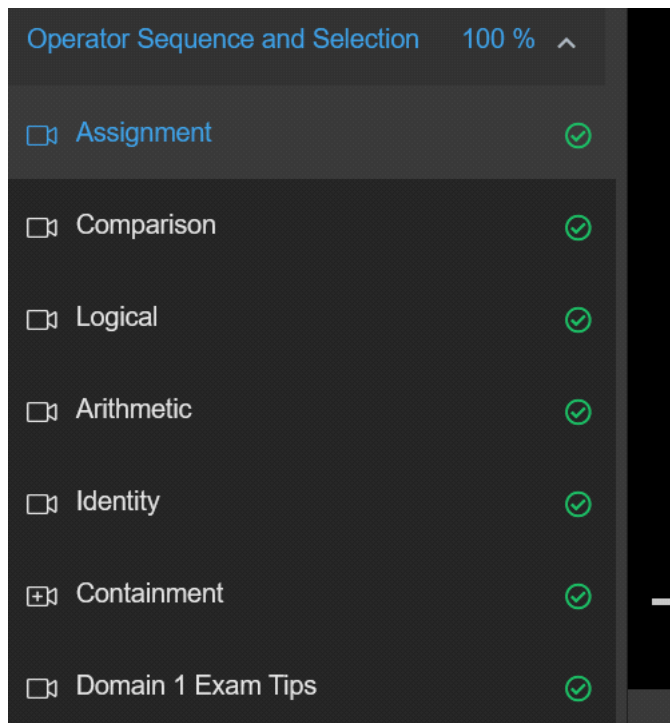 Operator Sequence and Selection 100 %
Assignment
Comparison
Logical
Arithmetic
Identity
Containment
Domain 1 Exam Tips